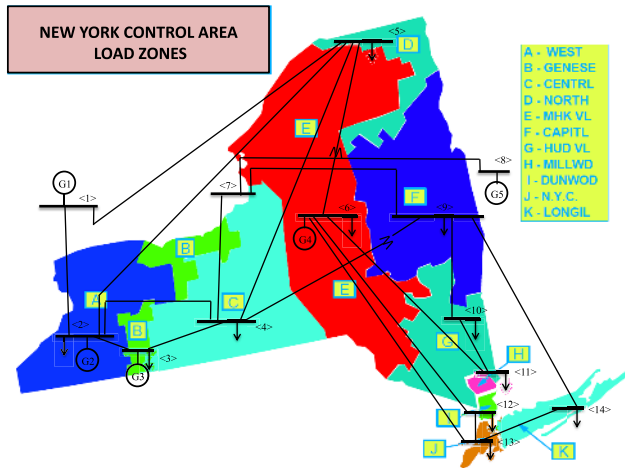 NEW YORK CONTROL AREA
LOAD ZONES
<5>
D
A - WEST
B - GENESE
C - CENTRL
D - NORTH
E - MHK VL
F - CAPITL
G - HUD VL
H - MILLWD
I - DUNWOD
J - N.Y.C.
K - LONGIL
E
<8>
G5
G1
<1>
<7>
F
<6>
<9>
G4
B
A
C
E
<2>
G2
B
<3>
G3
<4>
<10>
G
H
<11>
I
<12>
<14>
J
<13>
K